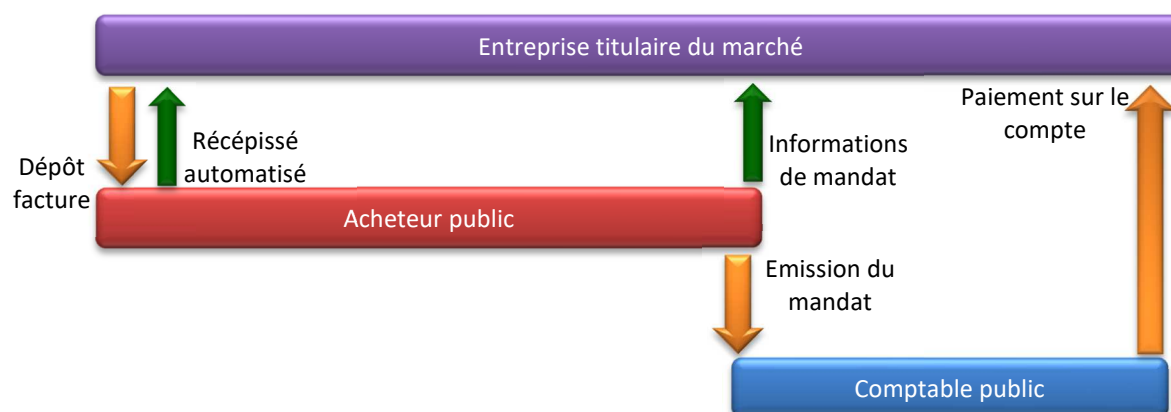 Entreprise titulaire du marché
Dépôt
facture
Récépissé
automatisé
Informations
de mandat
Paiement sur le
compte
Acheteur public
Emission du
mandat
Comptable public